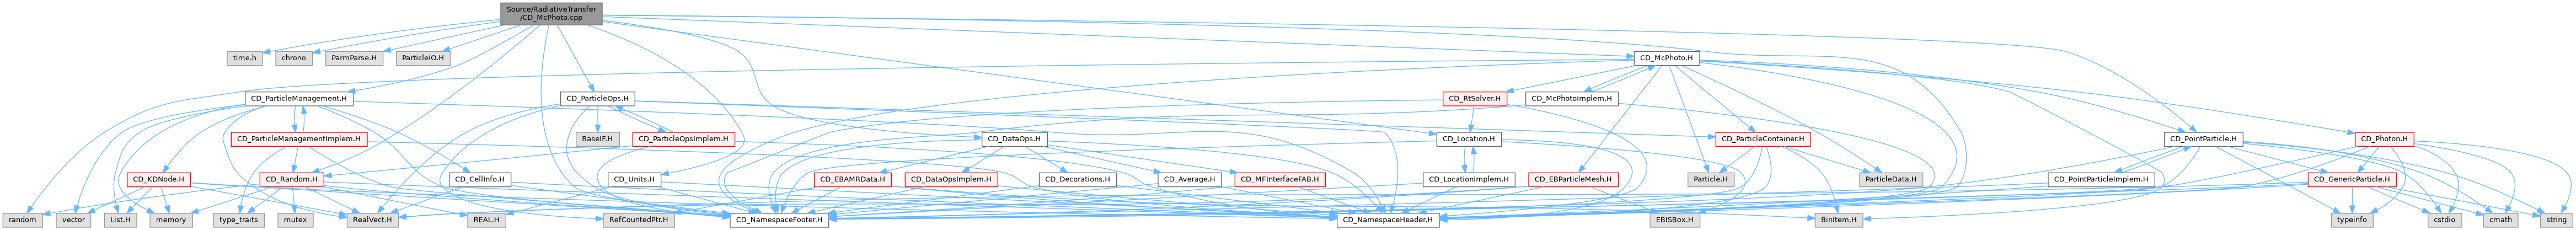 Source/RadiativeTransfer
/CD_McPhoto.cpp
time.h
chrono
ParmParse.H
ParticleIO.H
CD_McPhoto.H
CD_ParticleManagement.H
CD_ParticleOps.H
CD_RtSolver.H
CD_McPhotoImplem.H
CD_ParticleManagementImplem.H
BaseIF.H
CD_ParticleOpsImplem.H
CD_DataOps.H
CD_Location.H
CD_ParticleContainer.H
CD_PointParticle.H
CD_Photon.H
CD_KDNode.H
CD_Random.H
CD_CellInfo.H
CD_Units.H
CD_EBAMRData.H
CD_DataOpsImplem.H
CD_Decorations.H
CD_Average.H
CD_MFInterfaceFAB.H
CD_LocationImplem.H
CD_EBParticleMesh.H
Particle.H
ParticleData.H
CD_PointParticleImplem.H
CD_GenericParticle.H
random
vector
List.H
memory
type_traits
mutex
RealVect.H
REAL.H
RefCountedPtr.H
CD_NamespaceFooter.H
CD_NamespaceHeader.H
EBISBox.H
BinItem.H
typeinfo
cstdio
cmath
string